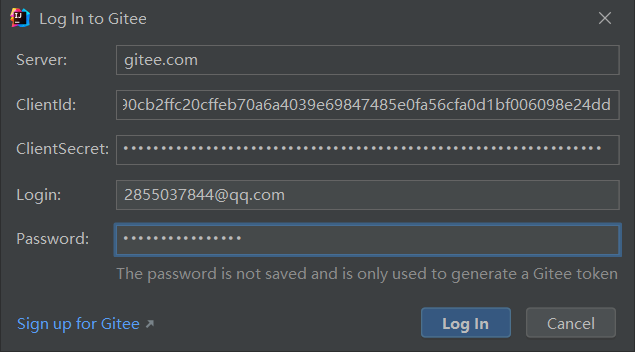 Log In to Gitee
Server: gitee.com
ClientId: 90cb2ffc20cffeb70a6a4039e69847485e0fa56cfa0d1bf006098e24dd
ClientSecret: ••••••••••••••••••••••••••••••••••••••••••••••••••••••••••••••••
Login: 2855037844@qq.com
Password: ••••••••••••••••
The password is not saved and is only used to generate a Gitee token
Sign up for Gitee ↗ Log In Cancel